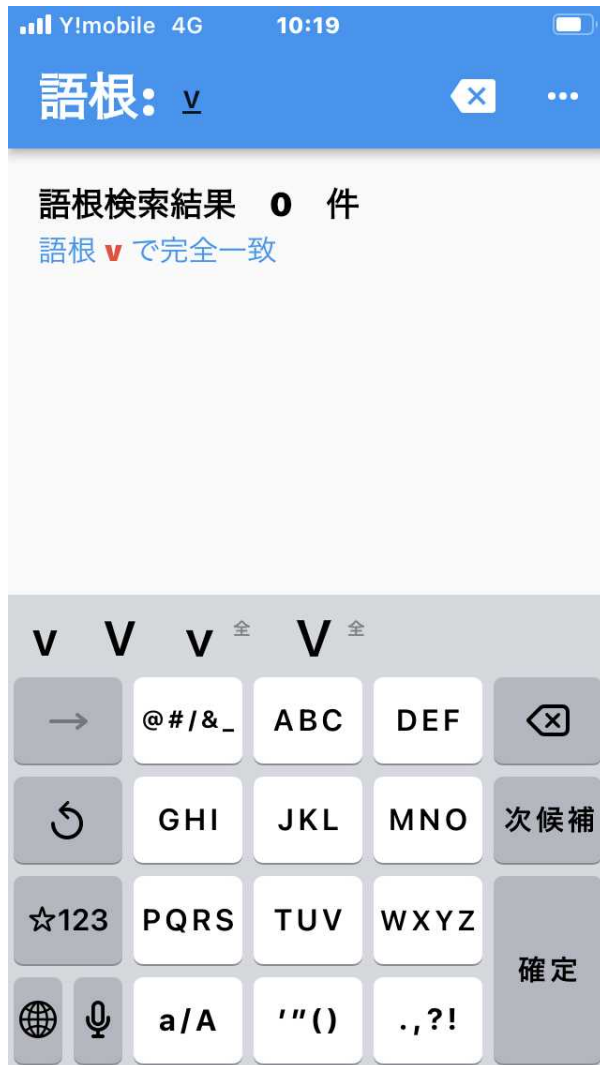 Y!mobile 4G 10:19
語根: v
語根検索結果 0 件
語根 v で完全一致
v V v 全 V 全
→ @#/&_ ABC DEF
GHI JKL MNO 次候補
☆123 PQRS TUV WXYZ
確定
a/A '"() .,?!